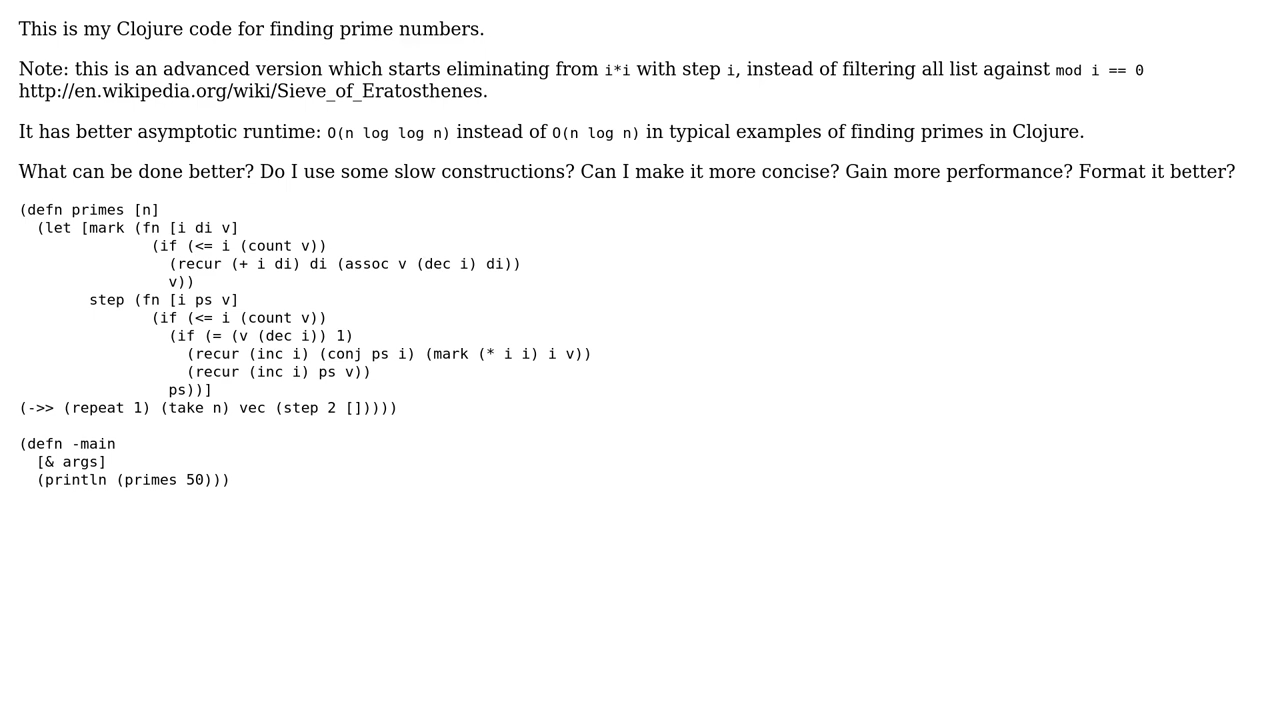 This is my Clojure code for finding prime numbers.
Note: this is an advanced version which starts eliminating from i*i with step i, instead of filtering all list against mod i == 0
http://en.wikipedia.org/wiki/Sieve_of_Eratosthenes.
It has better asymptotic runtime: O(n log log n) instead of O(n log n) in typical examples of finding primes in Clojure.
What can be done better? Do I use some slow constructions? Can I make it more concise? Gain more performance? Format it better?
(defn primes [n]
  (let [mark (fn [i di v]
               (if (<= i (count v))
                 (recur (+ i di) di (assoc v (dec i) di))
                 v))
        step (fn [i ps v]
               (if (<= i (count v))
                 (if (= (v (dec i)) 1)
                   (recur (inc i) (conj ps i) (mark (* i i) i v))
                   (recur (inc i) ps v))
                 ps))]
(->> (repeat 1) (take n) vec (step 2 []))))
(defn -main
  [& args]
  (println (primes 50)))